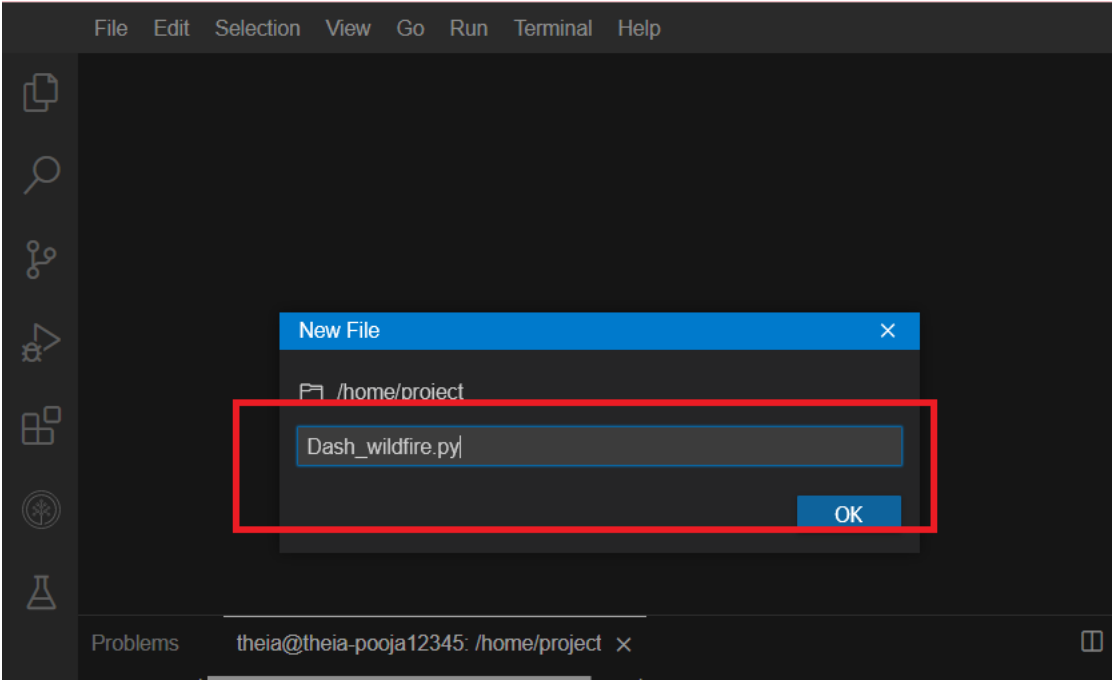 File Edit Selection View Go Run Terminal Help
New File
/home/project
Dash_wildfire.py
OK
Problems theia@theia-pooja12345: /home/project